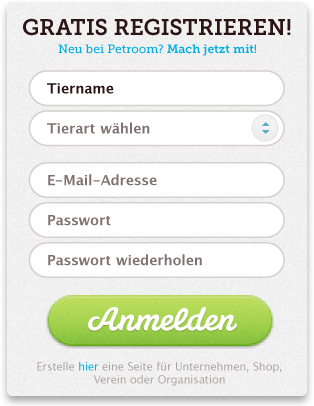 GRATIS REGISTRIEREN!
Neu bei Petroom? Mach jetzt mit!
Tiername
Tierart wählen
E-Mail-Adresse
Passwort
Passwort wiederholen
Anmelden
Erstelle hier eine Seite für Unternehmen, Shop,
Verein oder Organisation